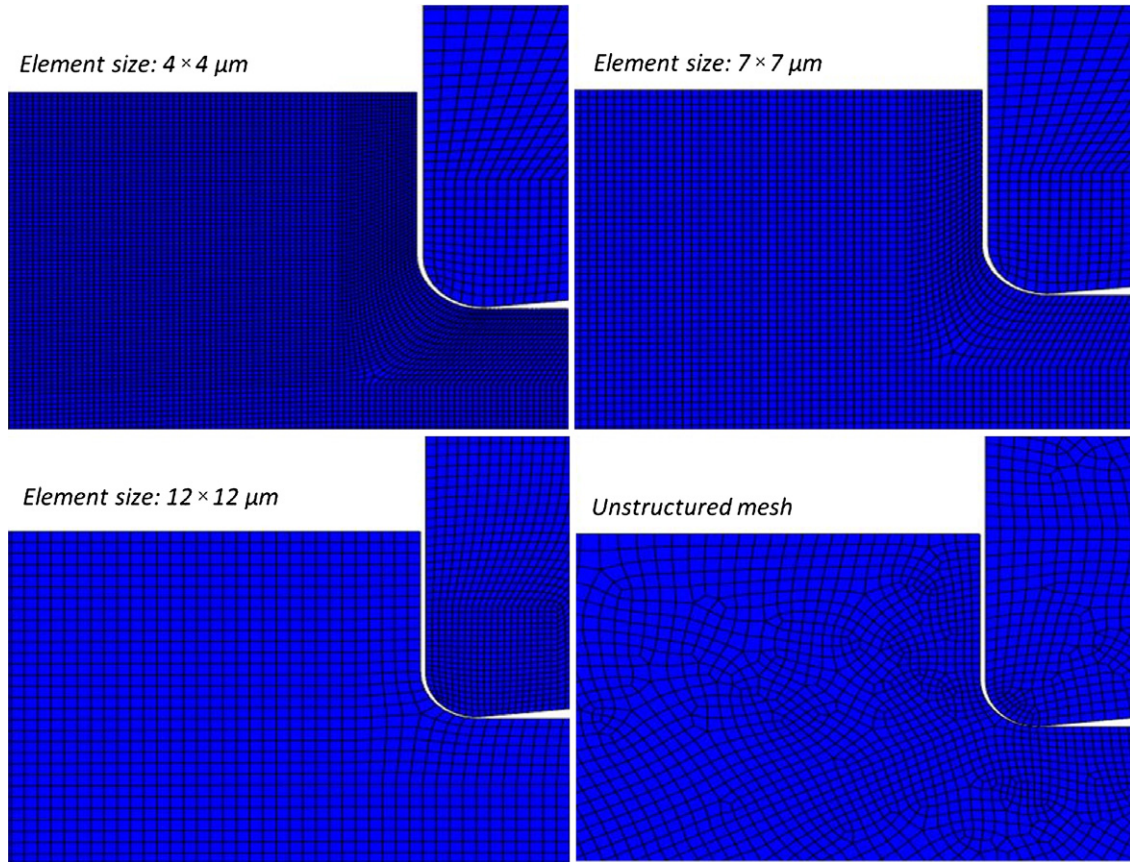 Element size: 4 × 4 μm
Element size: 7 × 7 μm
Element size: 12 × 12 μm
Unstructured mesh